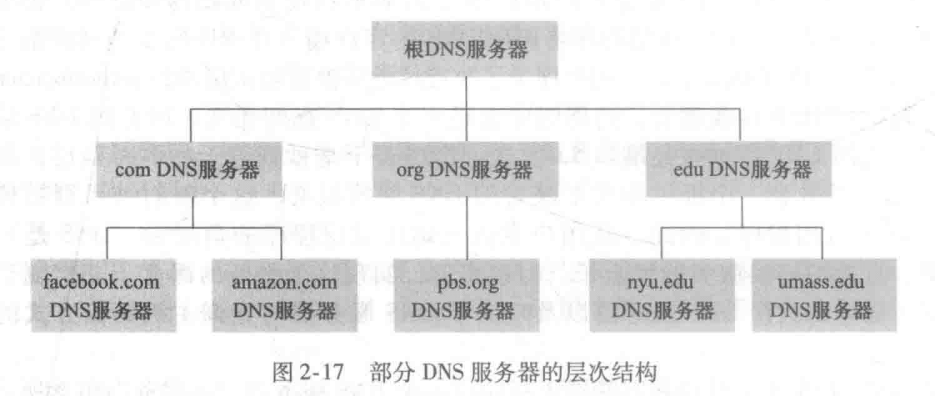 根DNS服务器
com DNS服务器
org DNS服务器
edu DNS服务器
facebook.com
DNS服务器
amazon.com
DNS服务器
pbs.org
DNS服务器
nyu.edu
DNS服务器
umass.edu
DNS服务器
图 2-17 部分 DNS 服务器的层次结构